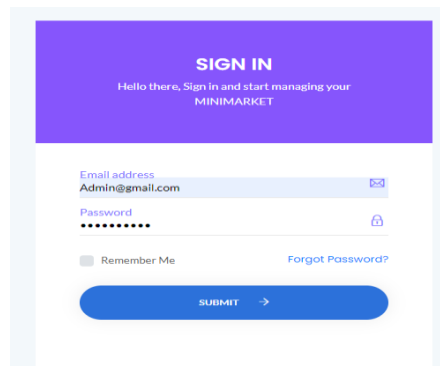 SIGN IN
Hello there, Sign in and start managing your
MINIMARKET
Email address
Admin@gmail.com
Password
••••••••••
Remember Me
Forgot Password?
SUBMIT